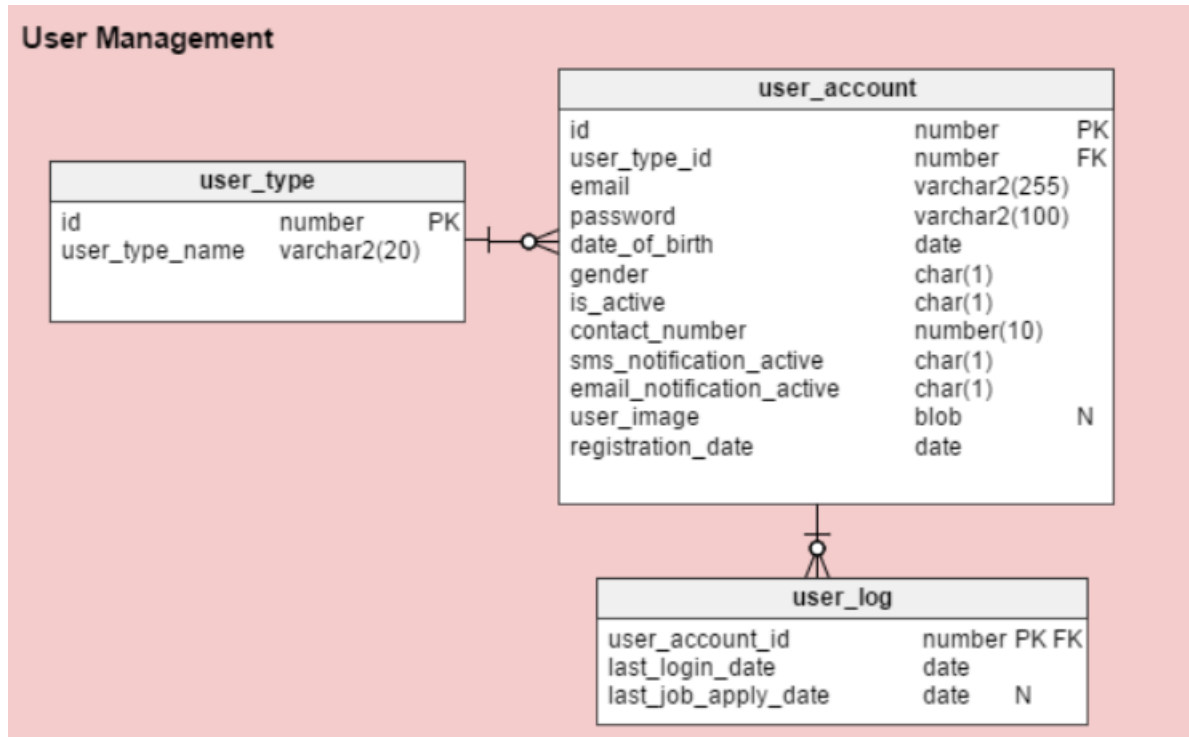 User Management
user_type
id number PK
user_type_name varchar2(20)
user_account
id number PK
user_type_id number FK
email varchar2(255)
password varchar2(100)
date_of_birth date
gender char(1)
is_active char(1)
contact_number number(10)
sms_notification_active char(1)
email_notification_active char(1)
user_image blob N
registration_date date
user_log
user_account_id number PK FK
last_login_date date
last_job_apply_date date N